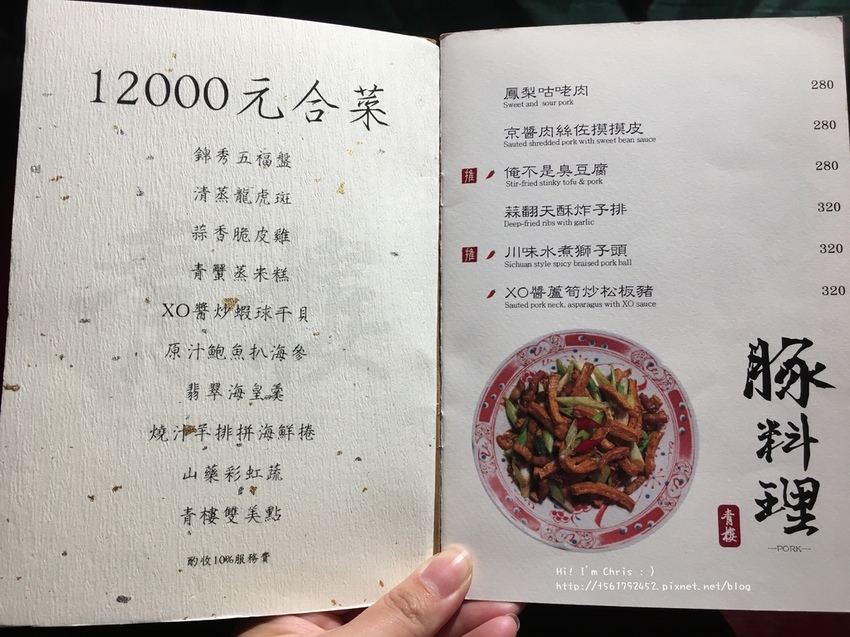 12000元合菜
錦秀五福盤
清蒸龍虎斑
蒜香脆皮雞
青蟹蒸米糕
XO醬炒蝦球干貝
原汁鮑魚扒海參
翡翠海皇羹
燒汁羊排拼海鮮捲
山藥彩虹蔬
青樓雙美點
酌收10%服務費
鳳梨咕咾肉 280
Sweet and sour pork
京醬肉絲佐摸摸皮 280
Sauted shredded pork with sweet bean sauce
推 俺不是臭豆腐 280
Stir-fried stinky tofu & pork
蒜翻天酥炸子排 320
Deep-fried ribs with garlic
推 川味水煮獅子頭 320
Sichuan style spicy braised pork ball
XO醬蘆筍炒松板豬 320
Sauted pork neck, asparagus with XO sauce
豚料理
青樓
---PORK---
Hi! I'm Chris : )
http://t561752452.pixnet.net/blog